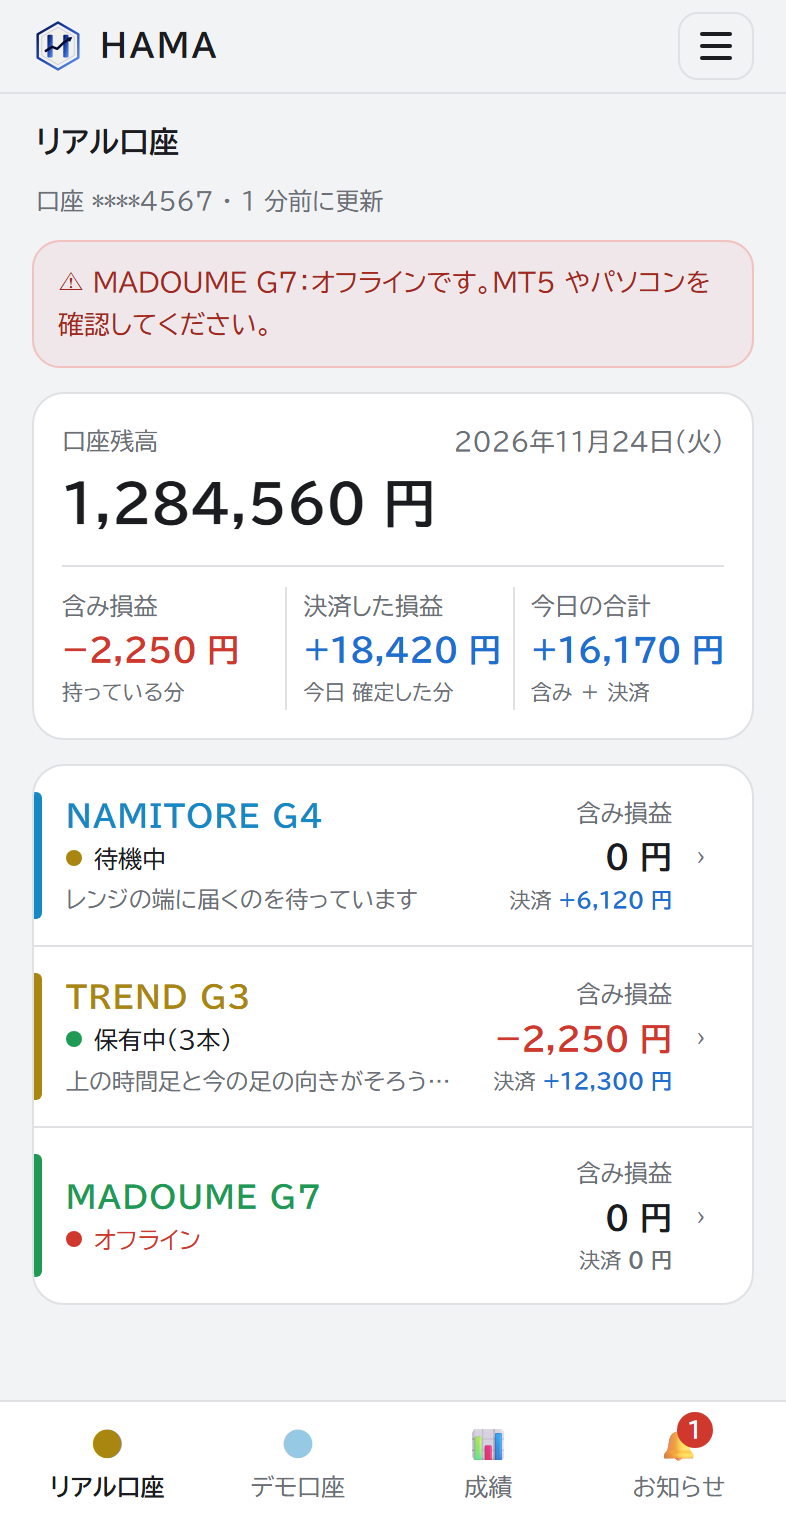 HAMA
リアル口座
口座 ****4567 · 1 分前に更新
⚠ MADOUME G7：オフラインです。MT5 やパソコンを
確認してください。
口座残高
2026年11月24日（火）
1,284,560 円
含み損益
−2,250 円
持っている分
決済した損益
+18,420 円
今日 確定した分
今日の合計
+16,170 円
含み ＋ 決済
NAMITORE G4
待機中
レンジの端に届くのを待っています
含み損益
0 円
決済 +6,120 円
›
TREND G3
保有中（3本）
上の時間足と今の足の向きがそろう…
含み損益
−2,250 円
決済 +12,300 円
›
MADOUME G7
オフライン
含み損益
0 円
決済 0 円
›
リアル口座
デモ口座
成績
1
お知らせ